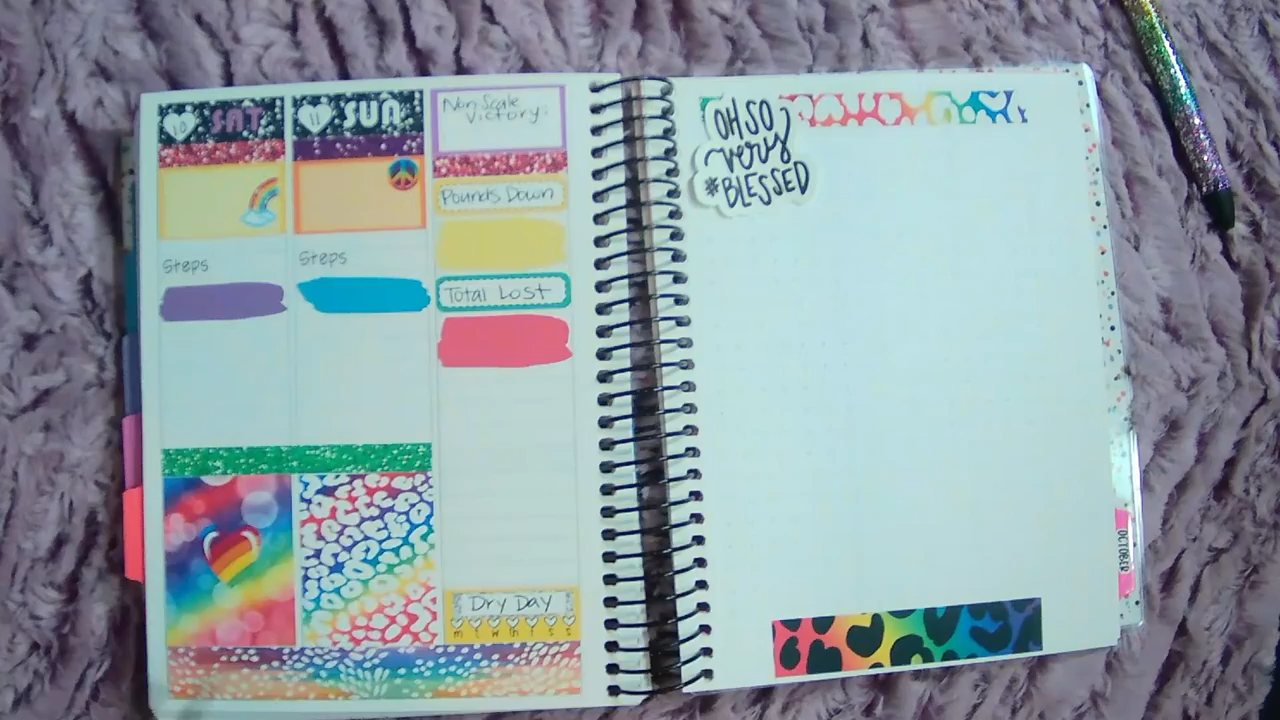 10 SAT
Steps
11 SUN
Steps
Non-Scale
Victory:
Pounds Down
Total Lost
Dry Day
m t w th f s s
OH SO
very
#BLESSED
OCTOBER